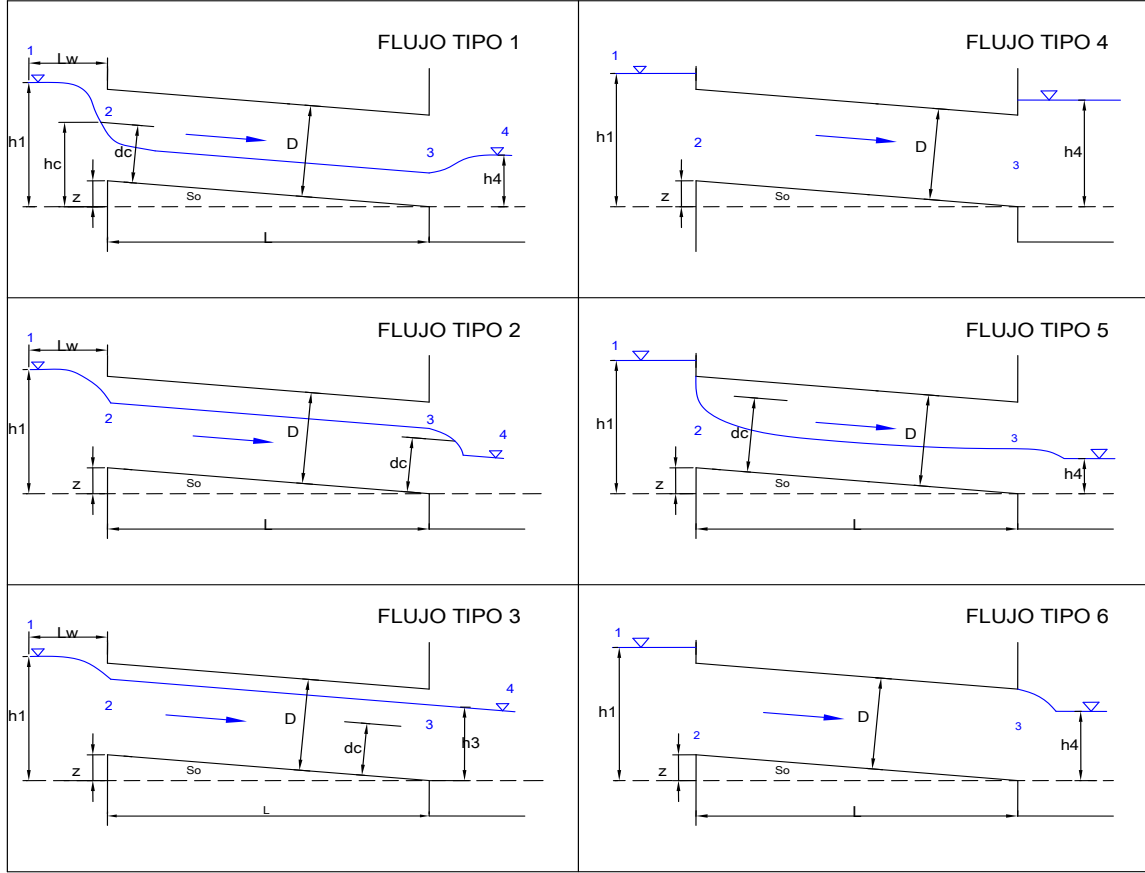 FLUJO TIPO 1
1
Lw
2
h1
hc
dc
D
3
4
h4
z
So
L
FLUJO TIPO 4
1
h1
2
D
3
h4
z
So
FLUJO TIPO 2
1
Lw
2
h1
D
3
dc
4
z
So
L
FLUJO TIPO 5
1
h1
2
dc
D
3
h4
z
So
L
FLUJO TIPO 3
1
Lw
2
h1
D
dc
3
4
h3
z
So
L
FLUJO TIPO 6
1
h1
2
D
3
h4
z
So
L